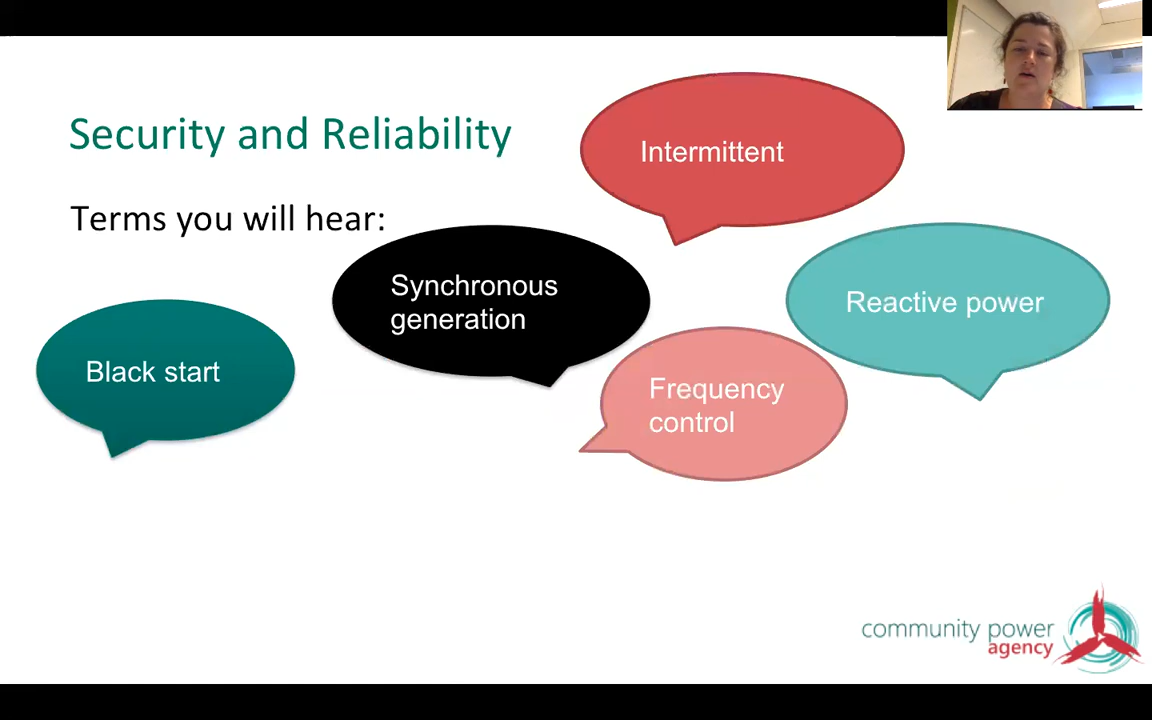 Security and Reliability
Terms you will hear:
Intermittent
Synchronous
generation
Reactive power
Black start
Frequency
control
community power
agency